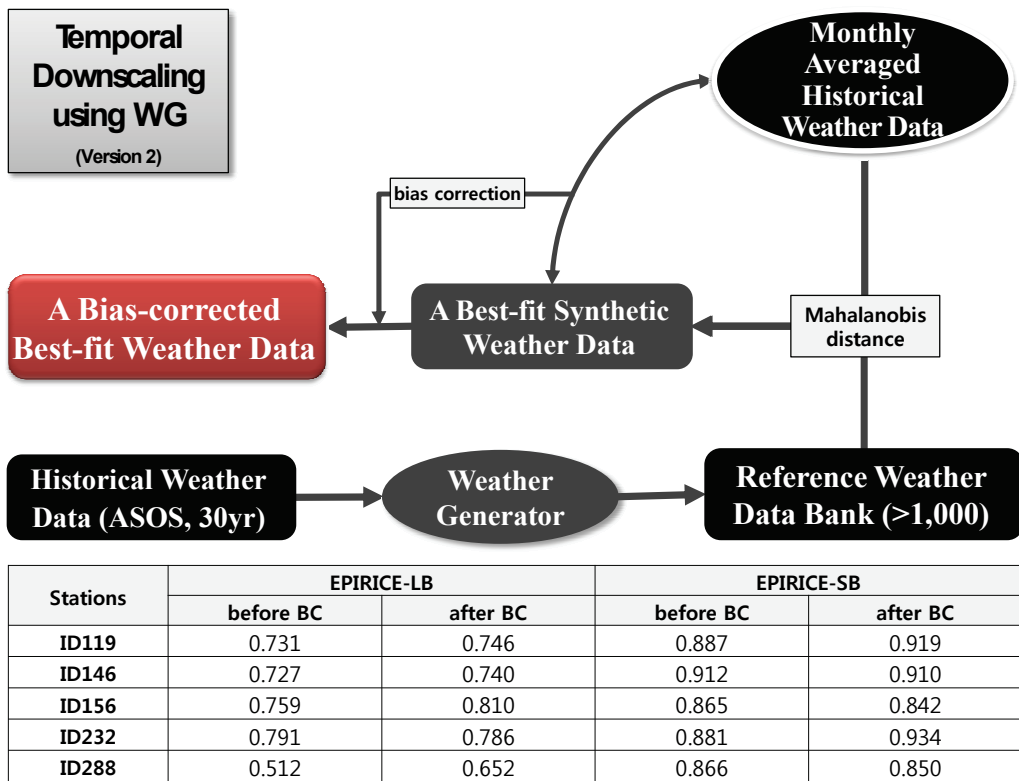 Temporal
Downscaling
using WG
(Version 2)
Monthly
Averaged
Historical
Weather Data
bias correction
A Bias-corrected
Best-fit Weather Data
A Best-fit Synthetic
Weather Data
Mahalanobis
distance
Historical Weather
Data (ASOS, 30yr)
Weather
Generator
Reference Weather
Data Bank (>1,000)
Stations EPIRICE-LB EPIRICE-SB
before BC after BC before BC after BC
ID119 0.731 0.746 0.887 0.919
ID146 0.727 0.740 0.912 0.910
ID156 0.759 0.810 0.865 0.842
ID232 0.791 0.786 0.881 0.934
ID288 0.512 0.652 0.866 0.850